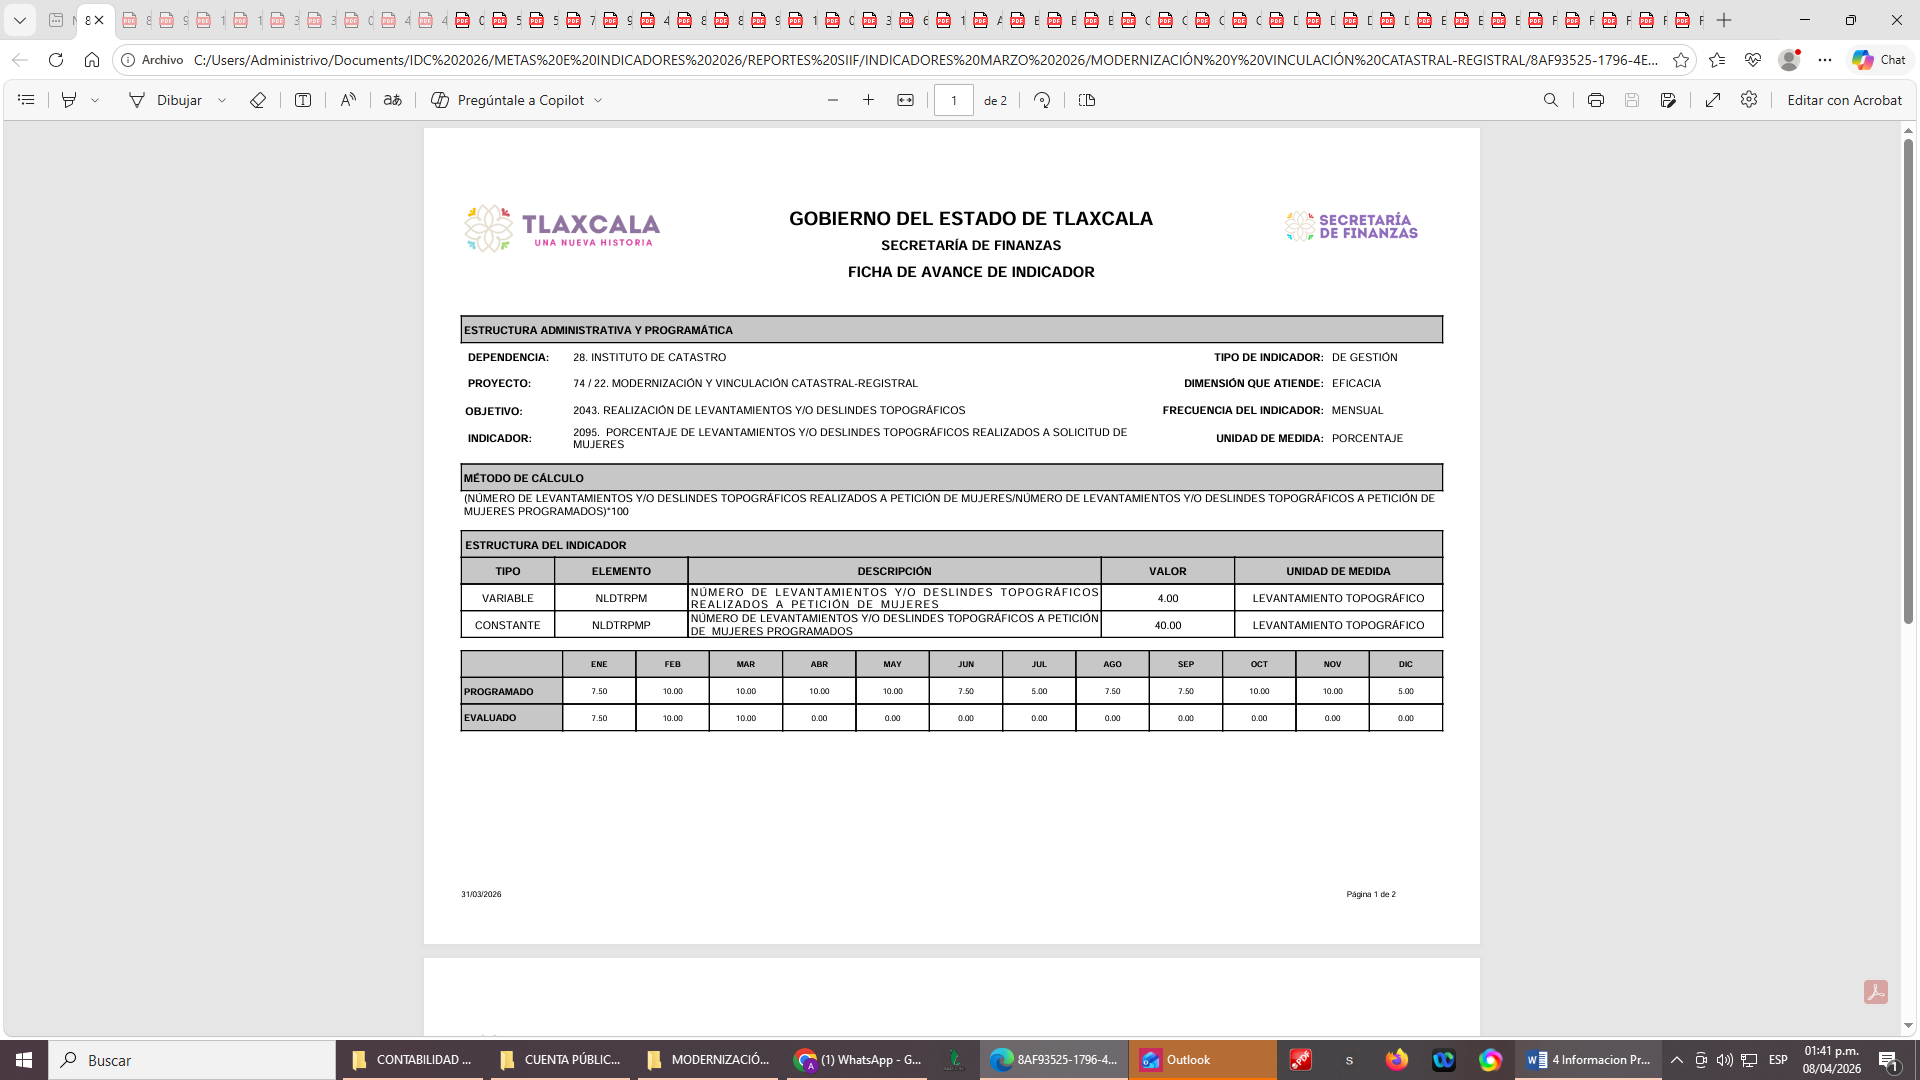 8
Archivo C:/Users/Administrivo/Documents/IDC%202026/METAS%20E%20INDICADORES%202026/REPORTES%20SIIF/INDICADORES%20MARZO%202026/MODERNIZACIÓN%20Y%20VINCULACIÓN%20CATASTRAL-REGISTRAL/8AF93525-1796-4E... Chat
Dibujar Pregúntale a Copilot 1 de 2 Editar con Acrobat
TLAXCALA
UNA NUEVA HISTORIA
GOBIERNO DEL ESTADO DE TLAXCALA
SECRETARÍA DE FINANZAS
FICHA DE AVANCE DE INDICADOR
SECRETARÍA
DE FINANZAS
ESTRUCTURA ADMINISTRATIVA Y PROGRAMÁTICA
DEPENDENCIA: 28. INSTITUTO DE CATASTRO TIPO DE INDICADOR: DE GESTIÓN
PROYECTO: 74 / 22. MODERNIZACIÓN Y VINCULACIÓN CATASTRAL-REGISTRAL DIMENSIÓN QUE ATIENDE: EFICACIA
OBJETIVO: 2043. REALIZACIÓN DE LEVANTAMIENTOS Y/O DESLINDES TOPOGRÁFICOS FRECUENCIA DEL INDICADOR: MENSUAL
INDICADOR: 2095. PORCENTAJE DE LEVANTAMIENTOS Y/O DESLINDES TOPOGRÁFICOS REALIZADOS A SOLICITUD DE
MUJERES
UNIDAD DE MEDIDA: PORCENTAJE
MÉTODO DE CÁLCULO
(NÚMERO DE LEVANTAMIENTOS Y/O DESLINDES TOPOGRÁFICOS REALIZADOS A PETICIÓN DE MUJERES/NÚMERO DE LEVANTAMIENTOS Y/O DESLINDES TOPOGRÁFICOS A PETICIÓN DE
MUJERES PROGRAMADOS)*100
ESTRUCTURA DEL INDICADOR
TIPO ELEMENTO DESCRIPCIÓN VALOR UNIDAD DE MEDIDA
VARIABLE NLDTRPM NÚMERO DE LEVANTAMIENTOS Y/O DESLINDES TOPOGRÁFICOS
REALIZADOS A PETICIÓN DE MUJERES
4.00 LEVANTAMIENTO TOPOGRÁFICO
CONSTANTE NLDTRPMP NÚMERO DE LEVANTAMIENTOS Y/O DESLINDES TOPOGRÁFICOS A PETICIÓN
DE MUJERES PROGRAMADOS
40.00 LEVANTAMIENTO TOPOGRÁFICO
ENE FEB MAR ABR MAY JUN JUL AGO SEP OCT NOV DIC
PROGRAMADO 7.50 10.00 10.00 10.00 10.00 7.50 5.00 7.50 7.50 10.00 10.00 5.00
EVALUADO 7.50 10.00 10.00 0.00 0.00 0.00 0.00 0.00 0.00 0.00 0.00 0.00
31/03/2026 Página 1 de 2
Buscar CONTABILIDAD ... CUENTA PÚBLIC... MODERNIZACIÓ... (1) WhatsApp - G... 8AF93525-1796-4... Outlook 4 Informacion Pr... ESP 01:41 p.m.
08/04/2026